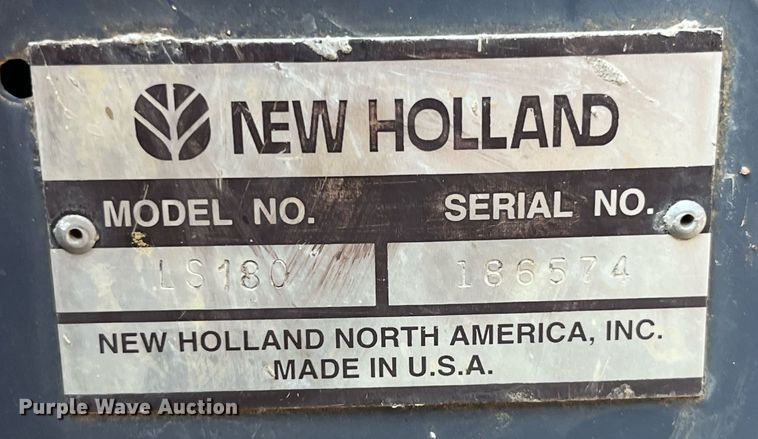 NEW HOLLAND
MODEL NO. SERIAL NO.
LS180 186574
NEW HOLLAND NORTH AMERICA, INC.
MADE IN U.S.A.
Purple Wave Auction